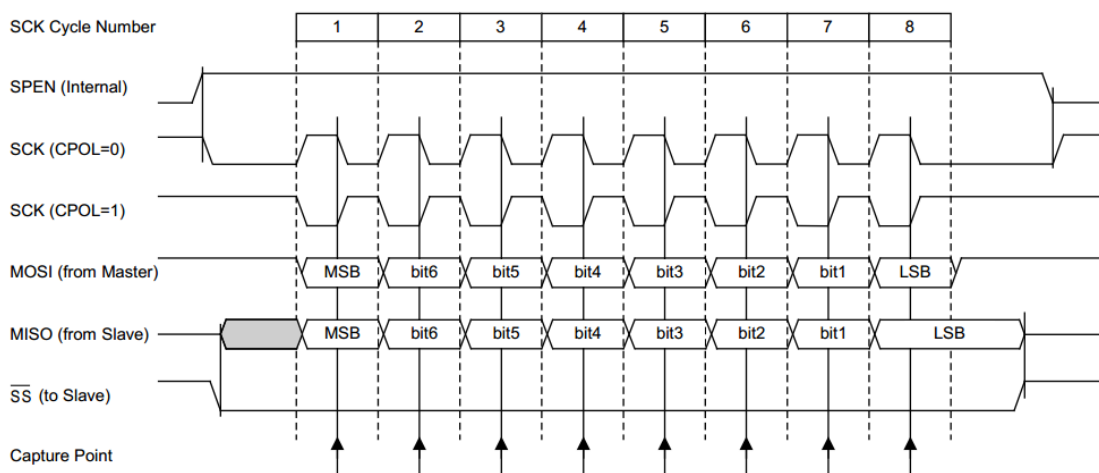 SCK Cycle Number 1 2 3 4 5 6 7 8
SPEN (Internal)
SCK (CPOL=0)
SCK (CPOL=1)
MOSI (from Master) MSB bit6 bit5 bit4 bit3 bit2 bit1 LSB
MISO (from Slave) MSB bit6 bit5 bit4 bit3 bit2 bit1 LSB
S̅S̅ (to Slave)
Capture Point